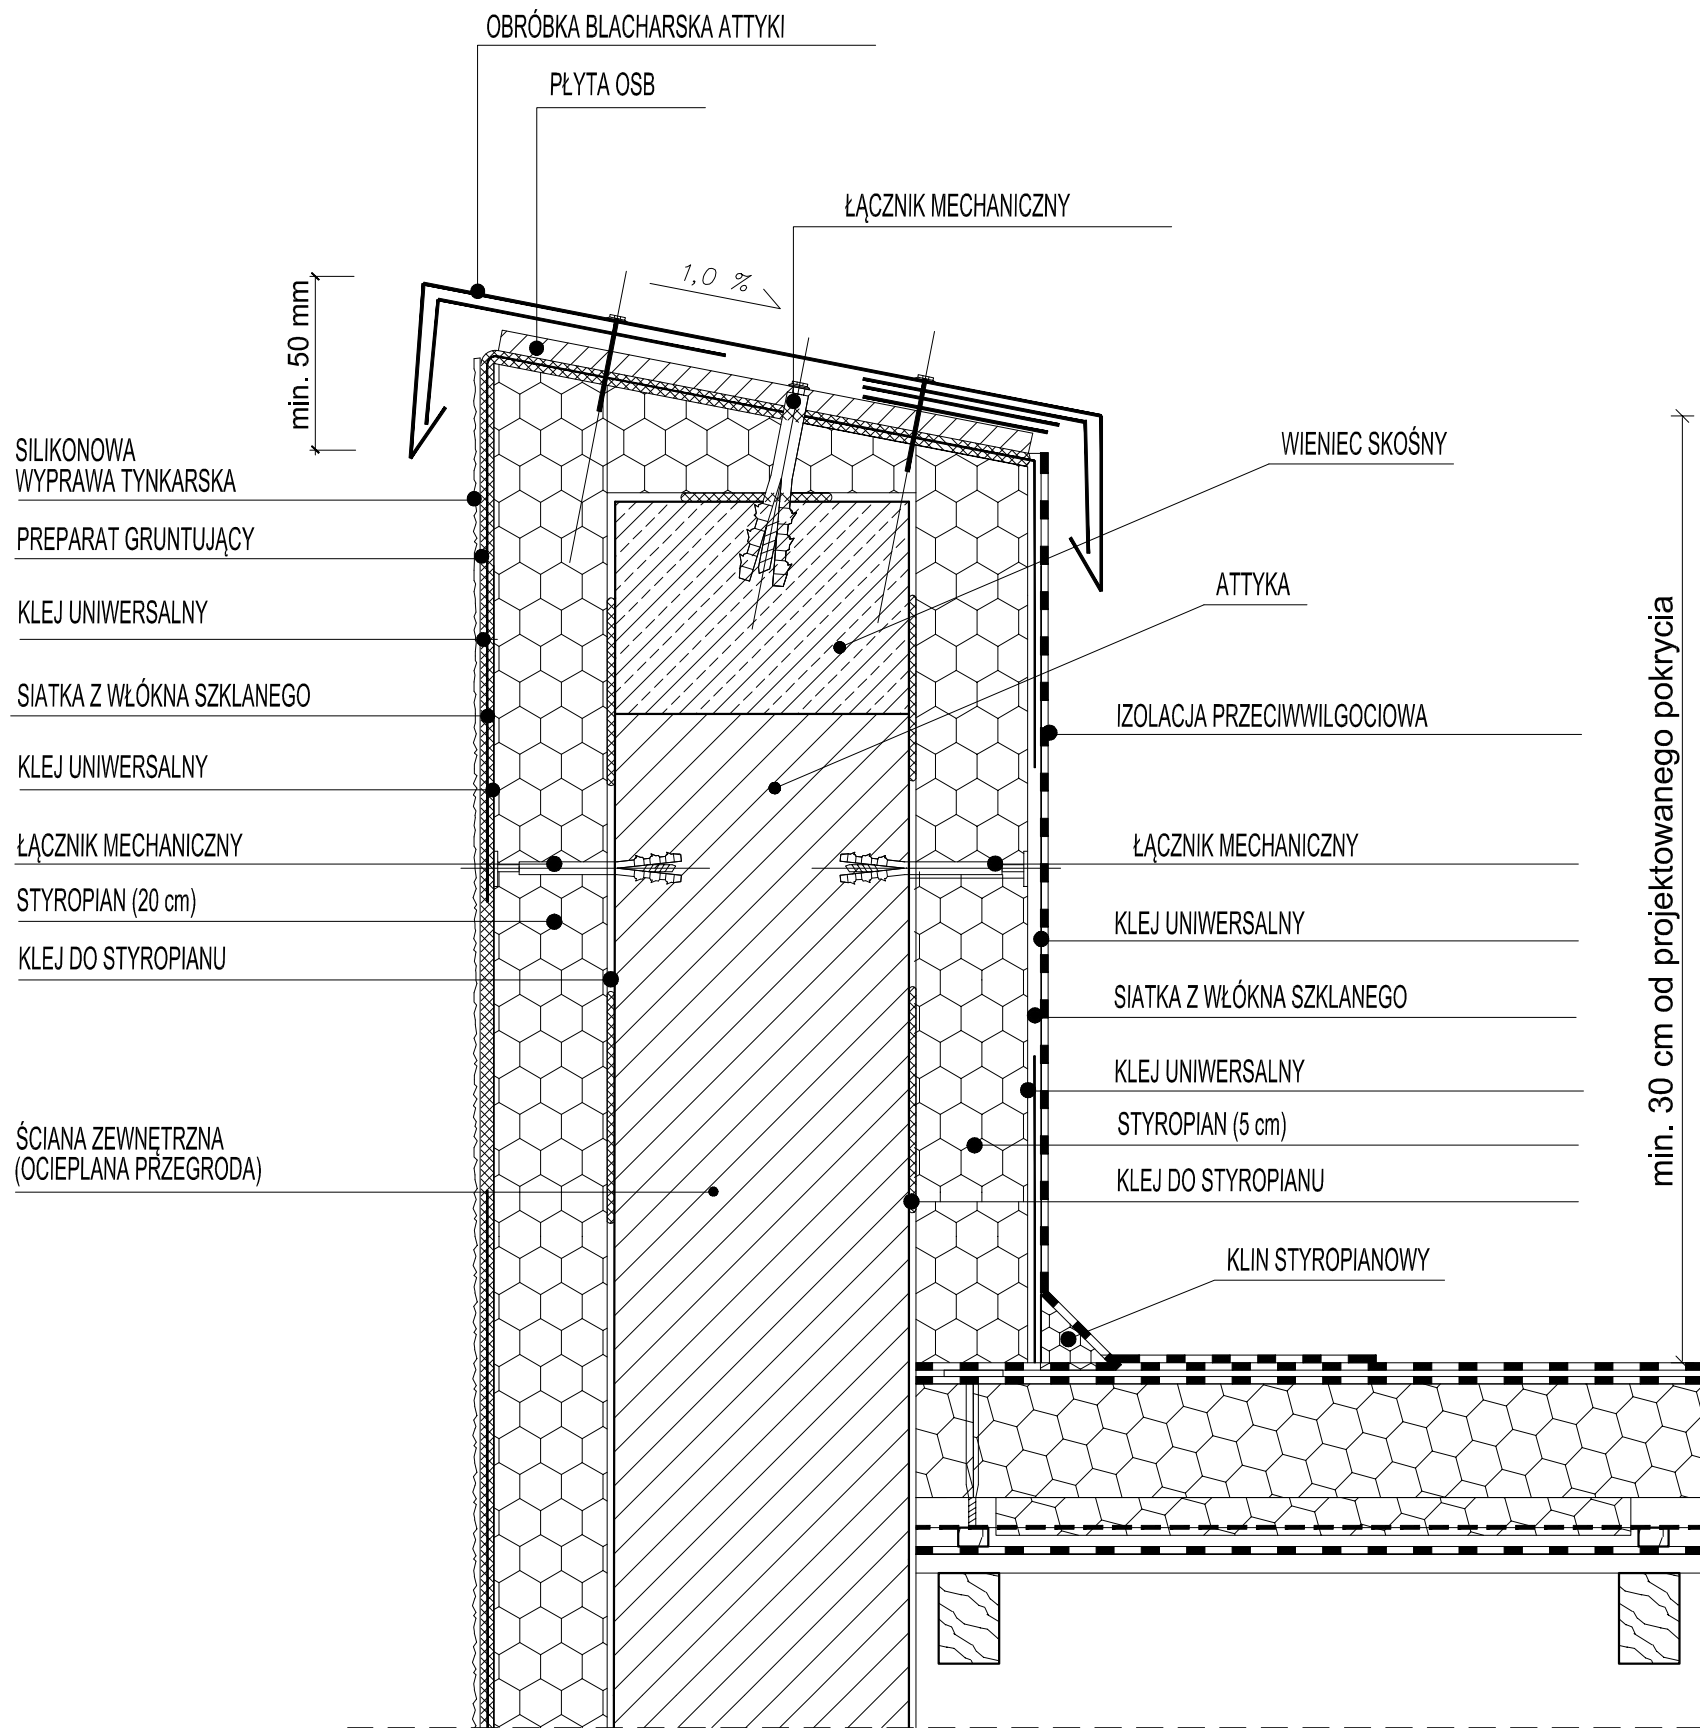 OBRÓBKA BLACHARSKA ATTYKI
PŁYTA OSB
ŁĄCZNIK MECHANICZNY
1,0 %
min. 50 mm
SILIKONOWA
WYPRAWA TYNKARSKA
PREPARAT GRUNTUJĄCY
KLEJ UNIWERSALNY
SIATKA Z WŁÓKNA SZKLANEGO
KLEJ UNIWERSALNY
ŁĄCZNIK MECHANICZNY
STYROPIAN (20 cm)
KLEJ DO STYROPIANU
ŚCIANA ZEWNĘTRZNA
(OCIEPLANA PRZEGRODA)
WIENIEC SKOŚNY
ATTYKA
IZOLACJA PRZECIWWILGOCIOWA
ŁĄCZNIK MECHANICZNY
KLEJ UNIWERSALNY
SIATKA Z WŁÓKNA SZKLANEGO
KLEJ UNIWERSALNY
STYROPIAN (5 cm)
KLEJ DO STYROPIANU
KLIN STYROPIANOWY
min. 30 cm od projektowanego pokrycia